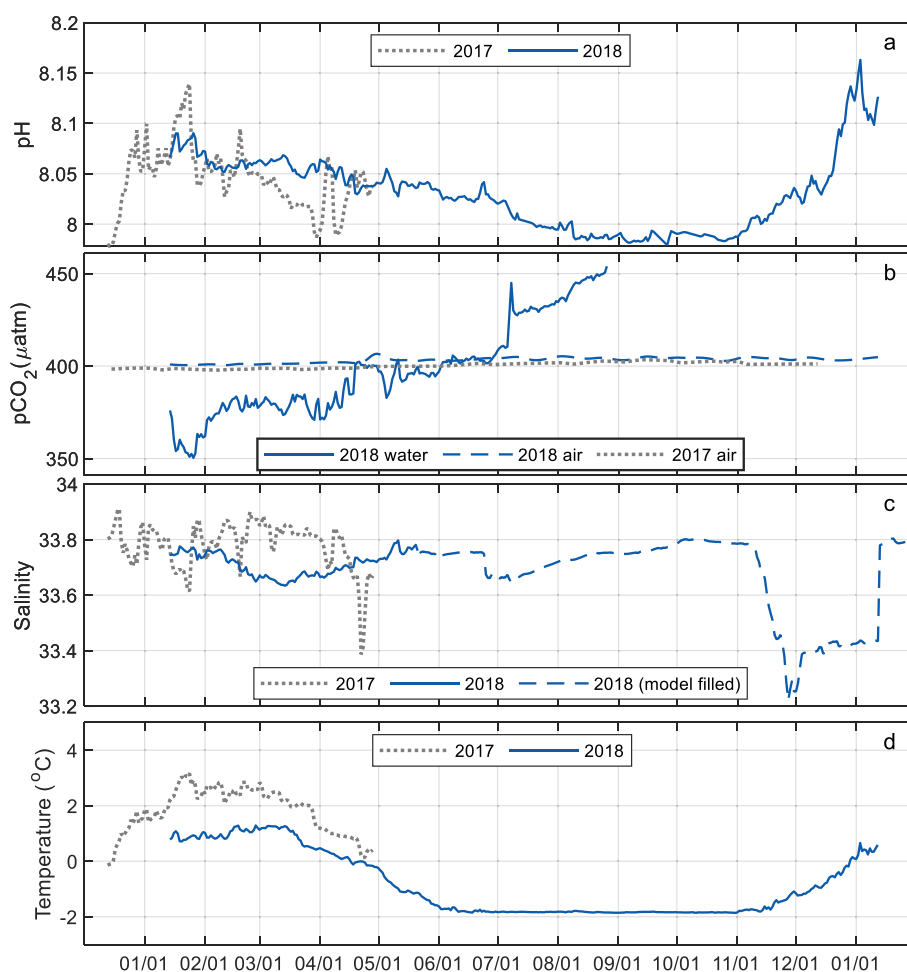 8.2
a
2017 2018
8.15
8.1
pH
8.05
8
b
450
pCO2(μatm)
400
2018 water 2018 air 2017 air
350
34
c
33.8
Salinity
33.6
33.4
2017 2018 2018 (model filled)
33.2
d
2017 2018
4
2
Temperature (°C)
0
-2
01/01 02/01 03/01 04/01 05/01 06/01 07/01 08/01 09/01 10/01 11/01 12/01 01/01